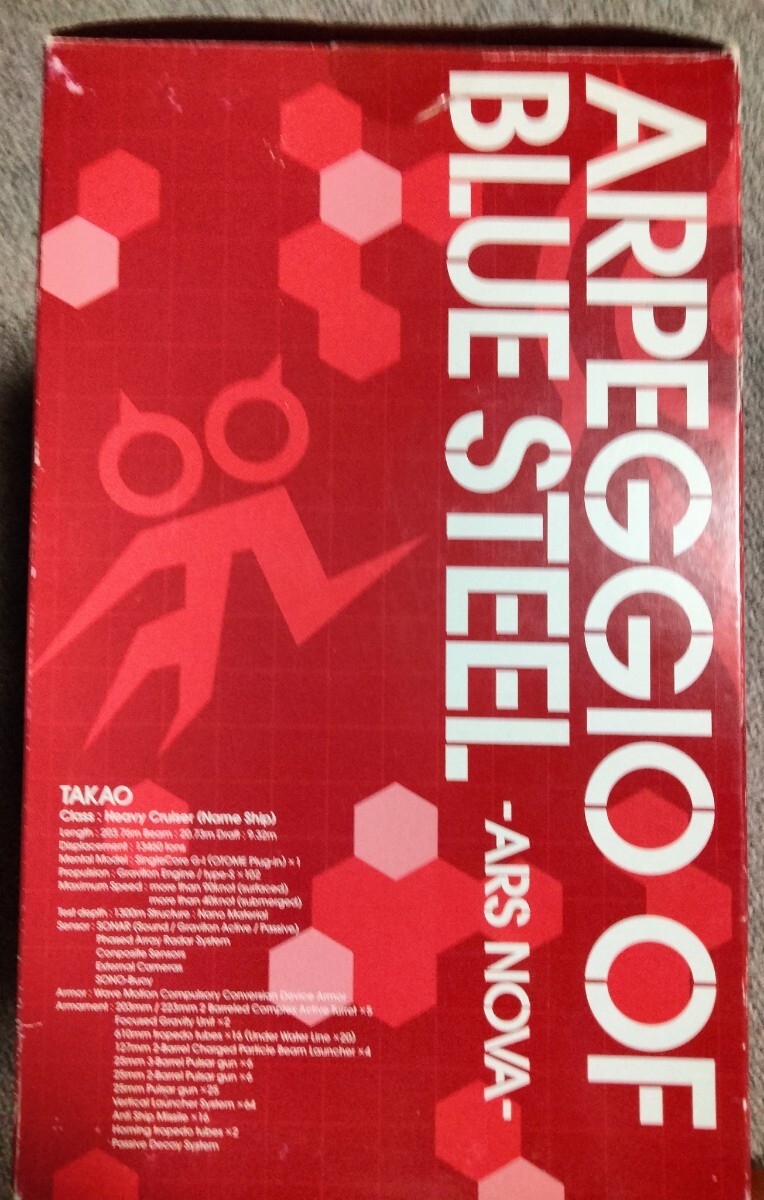 ARPEGGIO OF
BLUE STEEL
-ARS NOVA-
TAKAO
Class : Heavy Cruiser (Name Ship)
Length : 203.76m Beam : 20.73m Draft : 9.32m
Displacement : 13400 tons
Mental Model : SingleCore G-I (OTOME Plug-in) ×1
Propulsion : Graviton Engine / type-S ×102
Maximum Speed : more than 90knot (surfaced)
more than 40knot (submerged)
Test depth : 1300m Structure : Nano Material
Sensor : SONAR (Sound / Graviton Active / Passive)
Phased Array Radar System
Composite Sensors
External Cameras
SONO-Buoy
Armor : Wave Motion Compulsory Conversion Device Armor
Armament : 203mm / 223mm 2 Barreled Complex Active Turret ×5
Focused Gravity Unit ×2
610mm tropedo tubes ×16 (Under Water Line ×20)
127mm 2-Barrel Charged Particle Beam Launcher ×4
25mm 3-Barrel Pulsar gun ×6
25mm 2-Barrel Pulsar gun ×6
25mm Pulsar gun ×25
Vertical Launcher System ×64
Anti Ship Missile ×16
Homing tropedo tubes ×2
Passive Decoy System